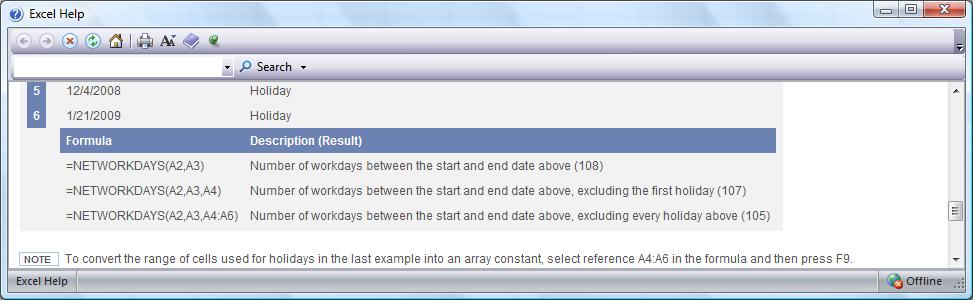 Excel Help
Search
5 12/4/2008 Holiday
6 1/21/2009 Holiday
Formula Description (Result)
=NETWORKDAYS(A2,A3) Number of workdays between the start and end date above (108)
=NETWORKDAYS(A2,A3,A4) Number of workdays between the start and end date above, excluding the first holiday (107)
=NETWORKDAYS(A2,A3,A4:A6) Number of workdays between the start and end date above, excluding every holiday above (105)
NOTE To convert the range of cells used for holidays in the last example into an array constant, select reference A4:A6 in the formula and then press F9.
Excel Help Offline